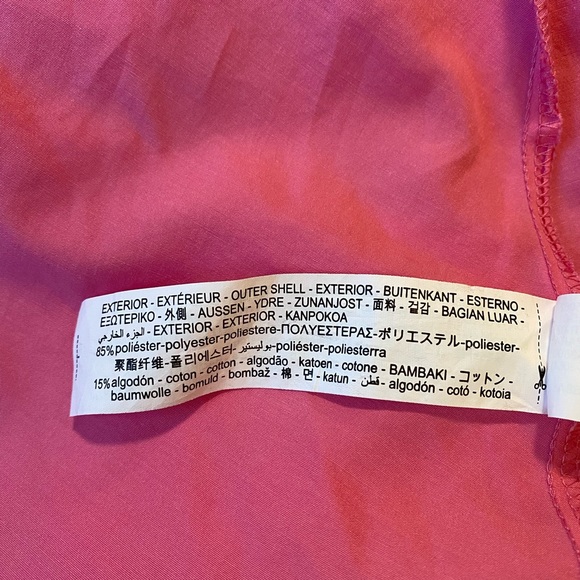 EXTERIOR - EXTÉRIEUR - OUTER SHELL - EXTERIOR - BUITENKANT - ESTERNO -
ΕΞΩΤΕΡΙΚΟ - 外側 - AUSSEN - YDRE - ZUNANJOST - 面料 - 겉감 - BAGIAN LUAR -
الجزء الخارجي - EXTERIOR - EXTERIOR - KANPOKOA
85% poliéster-polyester-poliestere-ΠΟΛΥΕΣΤΕΡΑΣ-ポリエステル-polyester-
聚酯纤维-폴리에스터-بوليستير-poliéster-poliesterra
15% algodón - coton - cotton - algodão - katoen - cotone - ΒΑΜΒΑΚΙ - コットン -
baumwolle - bomuld - bombaž - 棉 - 면 - katun - قطن - algodón - cotó - kotoia